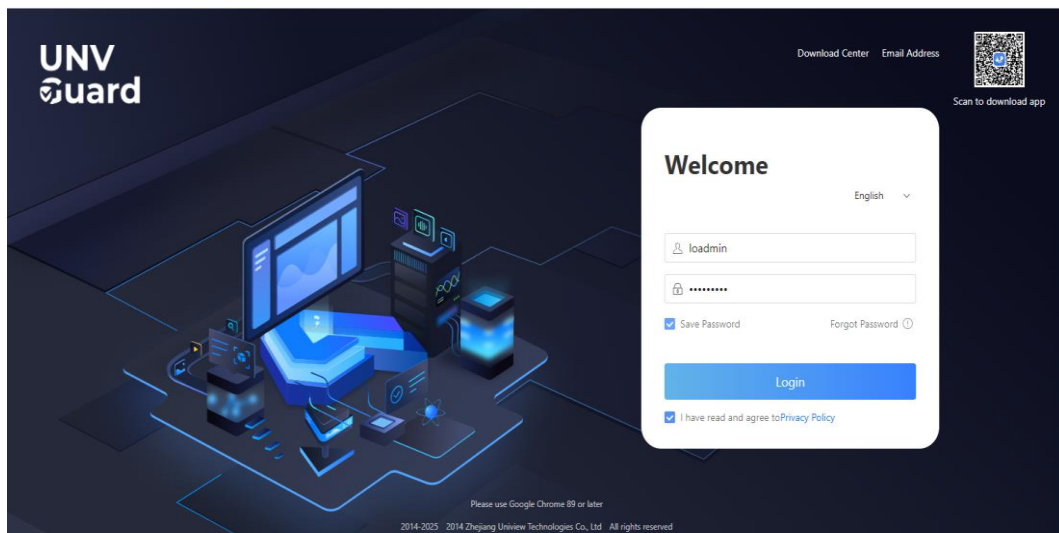 UNV
Guard
Download Center Email Address
Scan to download app
Welcome
English
loadmin
•••••••••
Save Password Forgot Password
Login
I have read and agree toPrivacy Policy
Please use Google Chrome 89 or later
2014-2025 2014 Zhejiang Uniview Technologies Co., Ltd All rights reserved